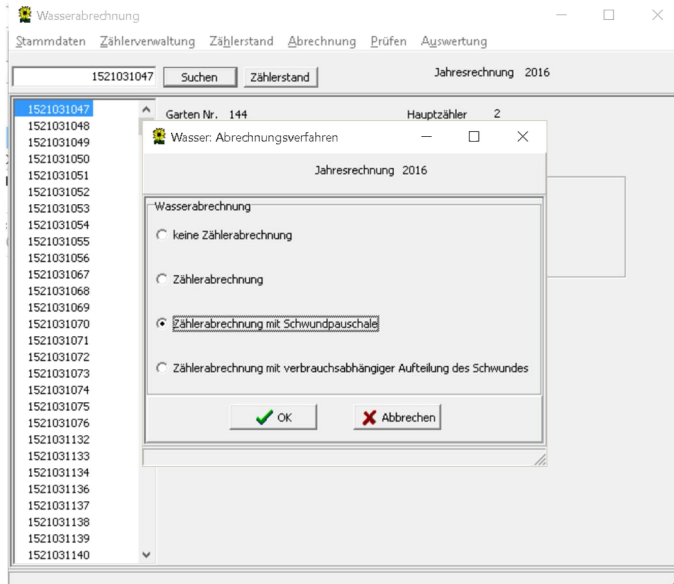 Wasserabrechnung
Stammdaten Zählerverwaltung Zählerstand Abrechnung Prüfen Auswertung
1521031047 Suchen Zählerstand Jahresrechnung 2016
1521031047
1521031048
1521031049
1521031050
1521031051
1521031052
1521031053
1521031054
1521031055
1521031056
1521031067
1521031068
1521031069
1521031070
1521031071
1521031072
1521031073
1521031074
1521031075
1521031076
1521031132
1521031133
1521031134
1521031136
1521031137
1521031138
1521031139
1521031140
Garten Nr. 144 Hauptzähler 2
Wasser: Abrechnungsverfahren
Jahresrechnung 2016
Wasserabrechnung
keine Zählerabrechnung
Zählerabrechnung
Zählerabrechnung mit Schwundpauschale
Zählerabrechnung mit verbrauchsabhängiger Aufteilung des Schwundes
OK Abbrechen